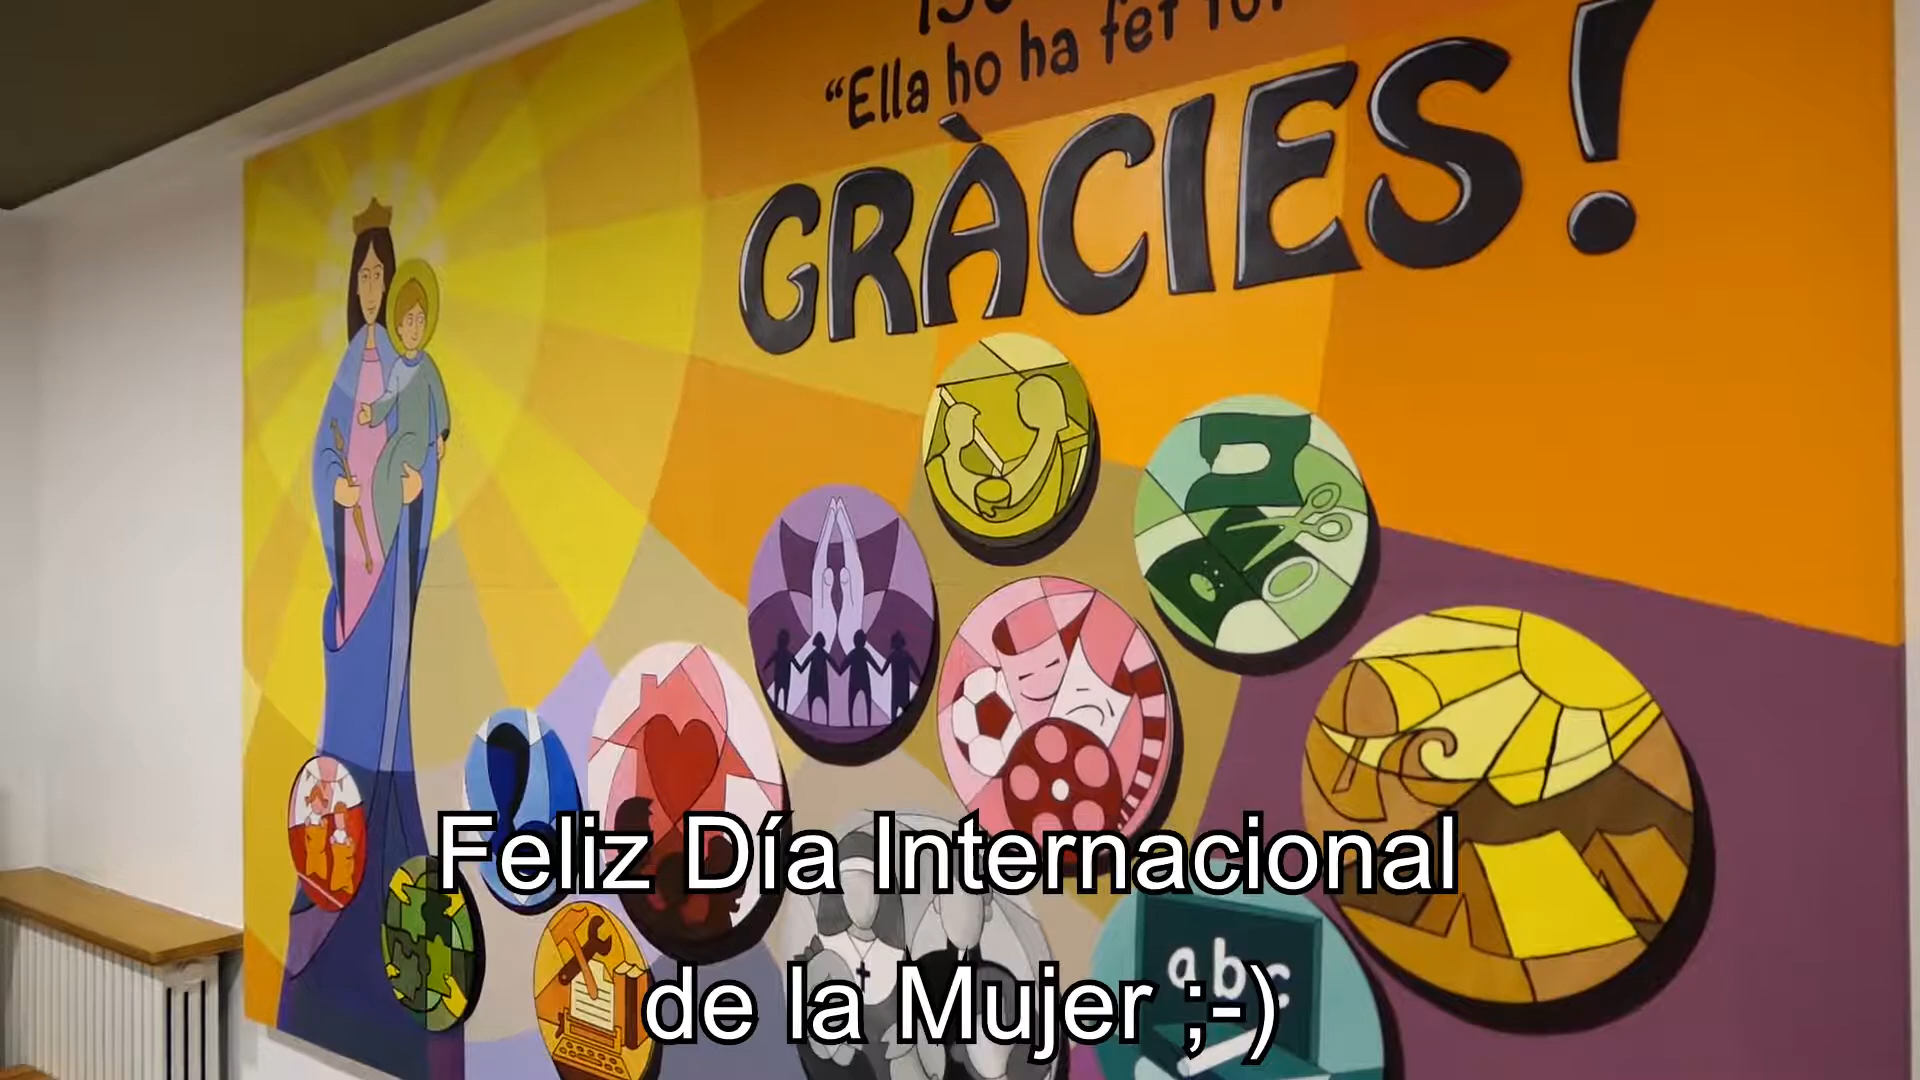 “Ella ho ha fet
GRÀCIES!
abc
Feliz Día Internacional
de la Mujer ;-)